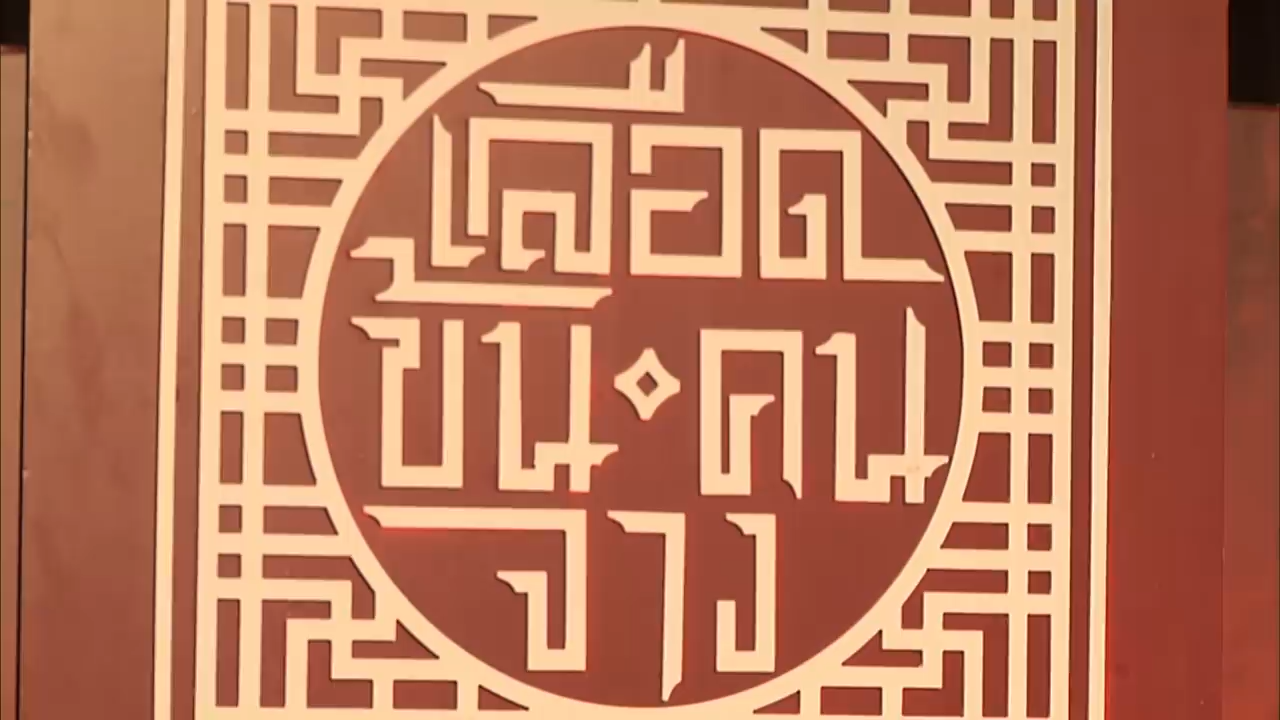 เลือด
ข้น ⟡ คน
จาง